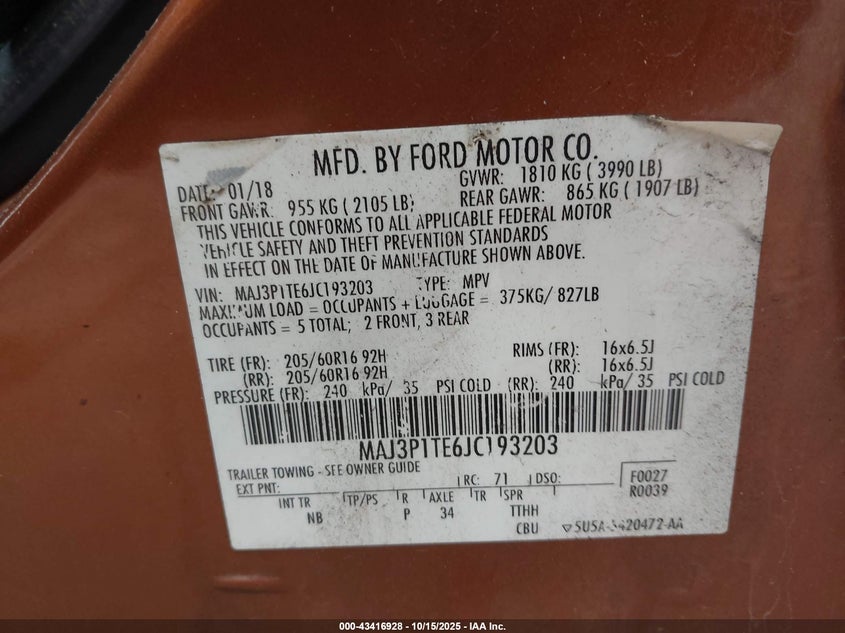 MFD. BY FORD MOTOR CO.
DATE: 01/18 GVWR: 1810 KG ( 3990 LB)
FRONT GAWR: 955 KG ( 2105 LB) REAR GAWR: 865 KG ( 1907 LB)
THIS VEHICLE CONFORMS TO ALL APPLICABLE FEDERAL MOTOR
VEHICLE SAFETY AND THEFT PREVENTION STANDARDS
IN EFFECT ON THE DATE OF MANUFACTURE SHOWN ABOVE.
VIN: MAJ3P1TE6JC193203 TYPE: MPV
MAXIMUM LOAD = OCCUPANTS + LUGGAGE = 375KG/ 827LB
OCCUPANTS = 5 TOTAL; 2 FRONT, 3 REAR
TIRE (FR): 205/60R16 92H RIMS (FR): 16x6.5J
(RR): 205/60R16 92H (RR): 16x6.5J
PRESSURE (FR): 240 kPa/ 35 PSI COLD (RR): 240 kPa/ 35 PSI COLD
MAJ3P1TE6JC193203
TRAILER TOWING - SEE OWNER GUIDE
EXT PNT: RC: 71 DSO: F0027
R0039
INT TR TP/PS R AXLE TR SPR
NB P 34 TTHH
CBU 5U5A-3420472-AA
000-43416928 - 10/15/2025 - IAA Inc.